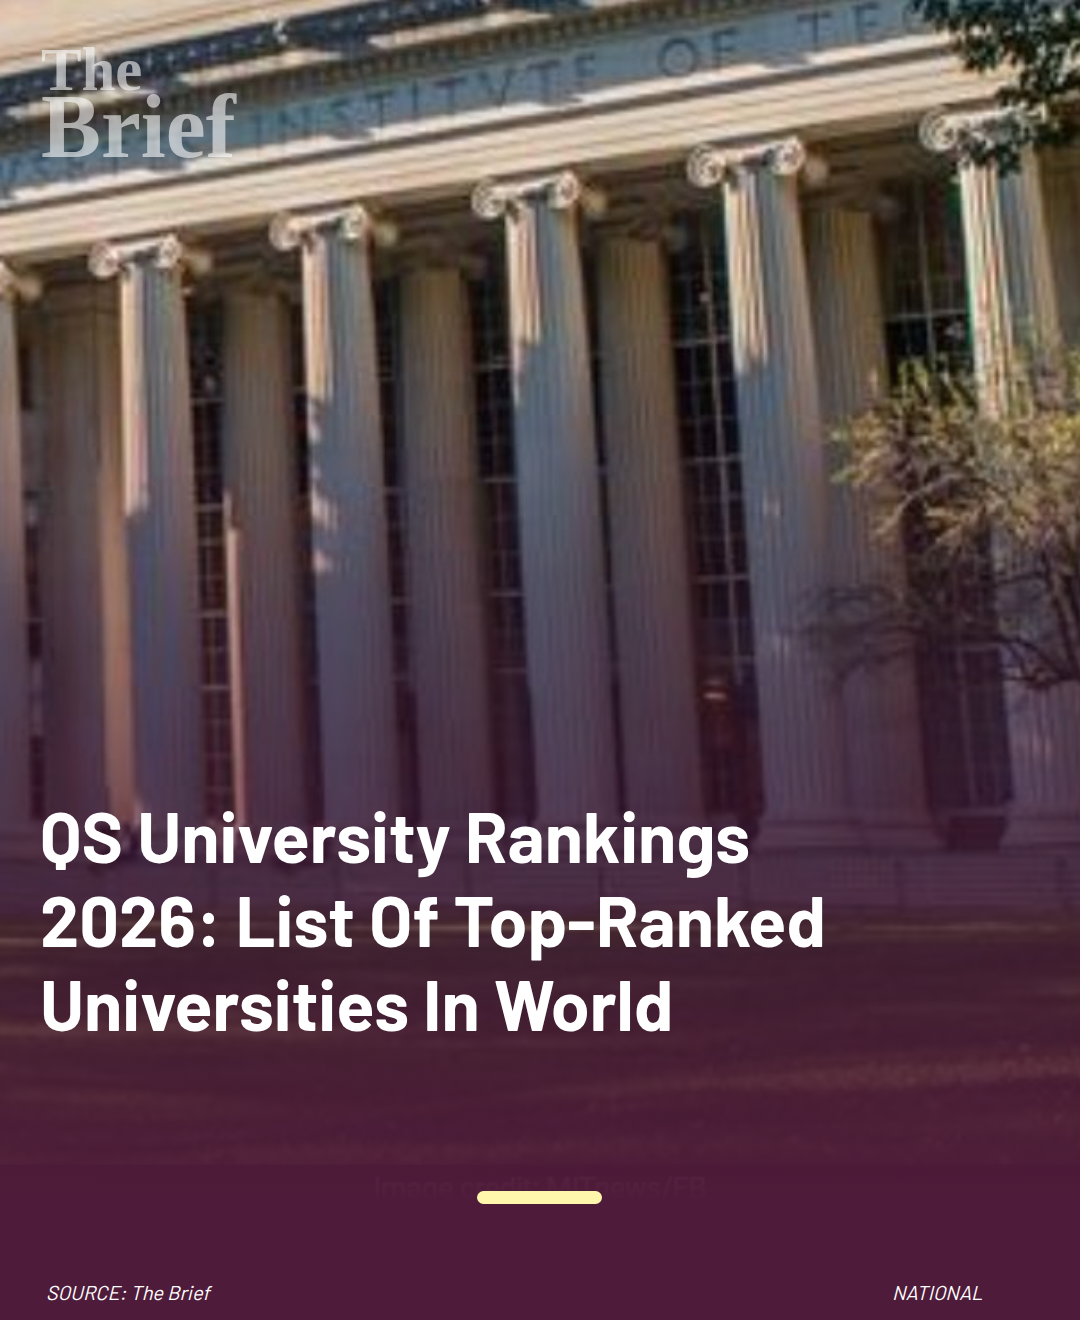 The
Brief
INSTITVTE OF TEC
QS University Rankings
2026: List Of Top-Ranked
Universities In World
Image credit: MITnews/FB
SOURCE: The Brief
NATIONAL